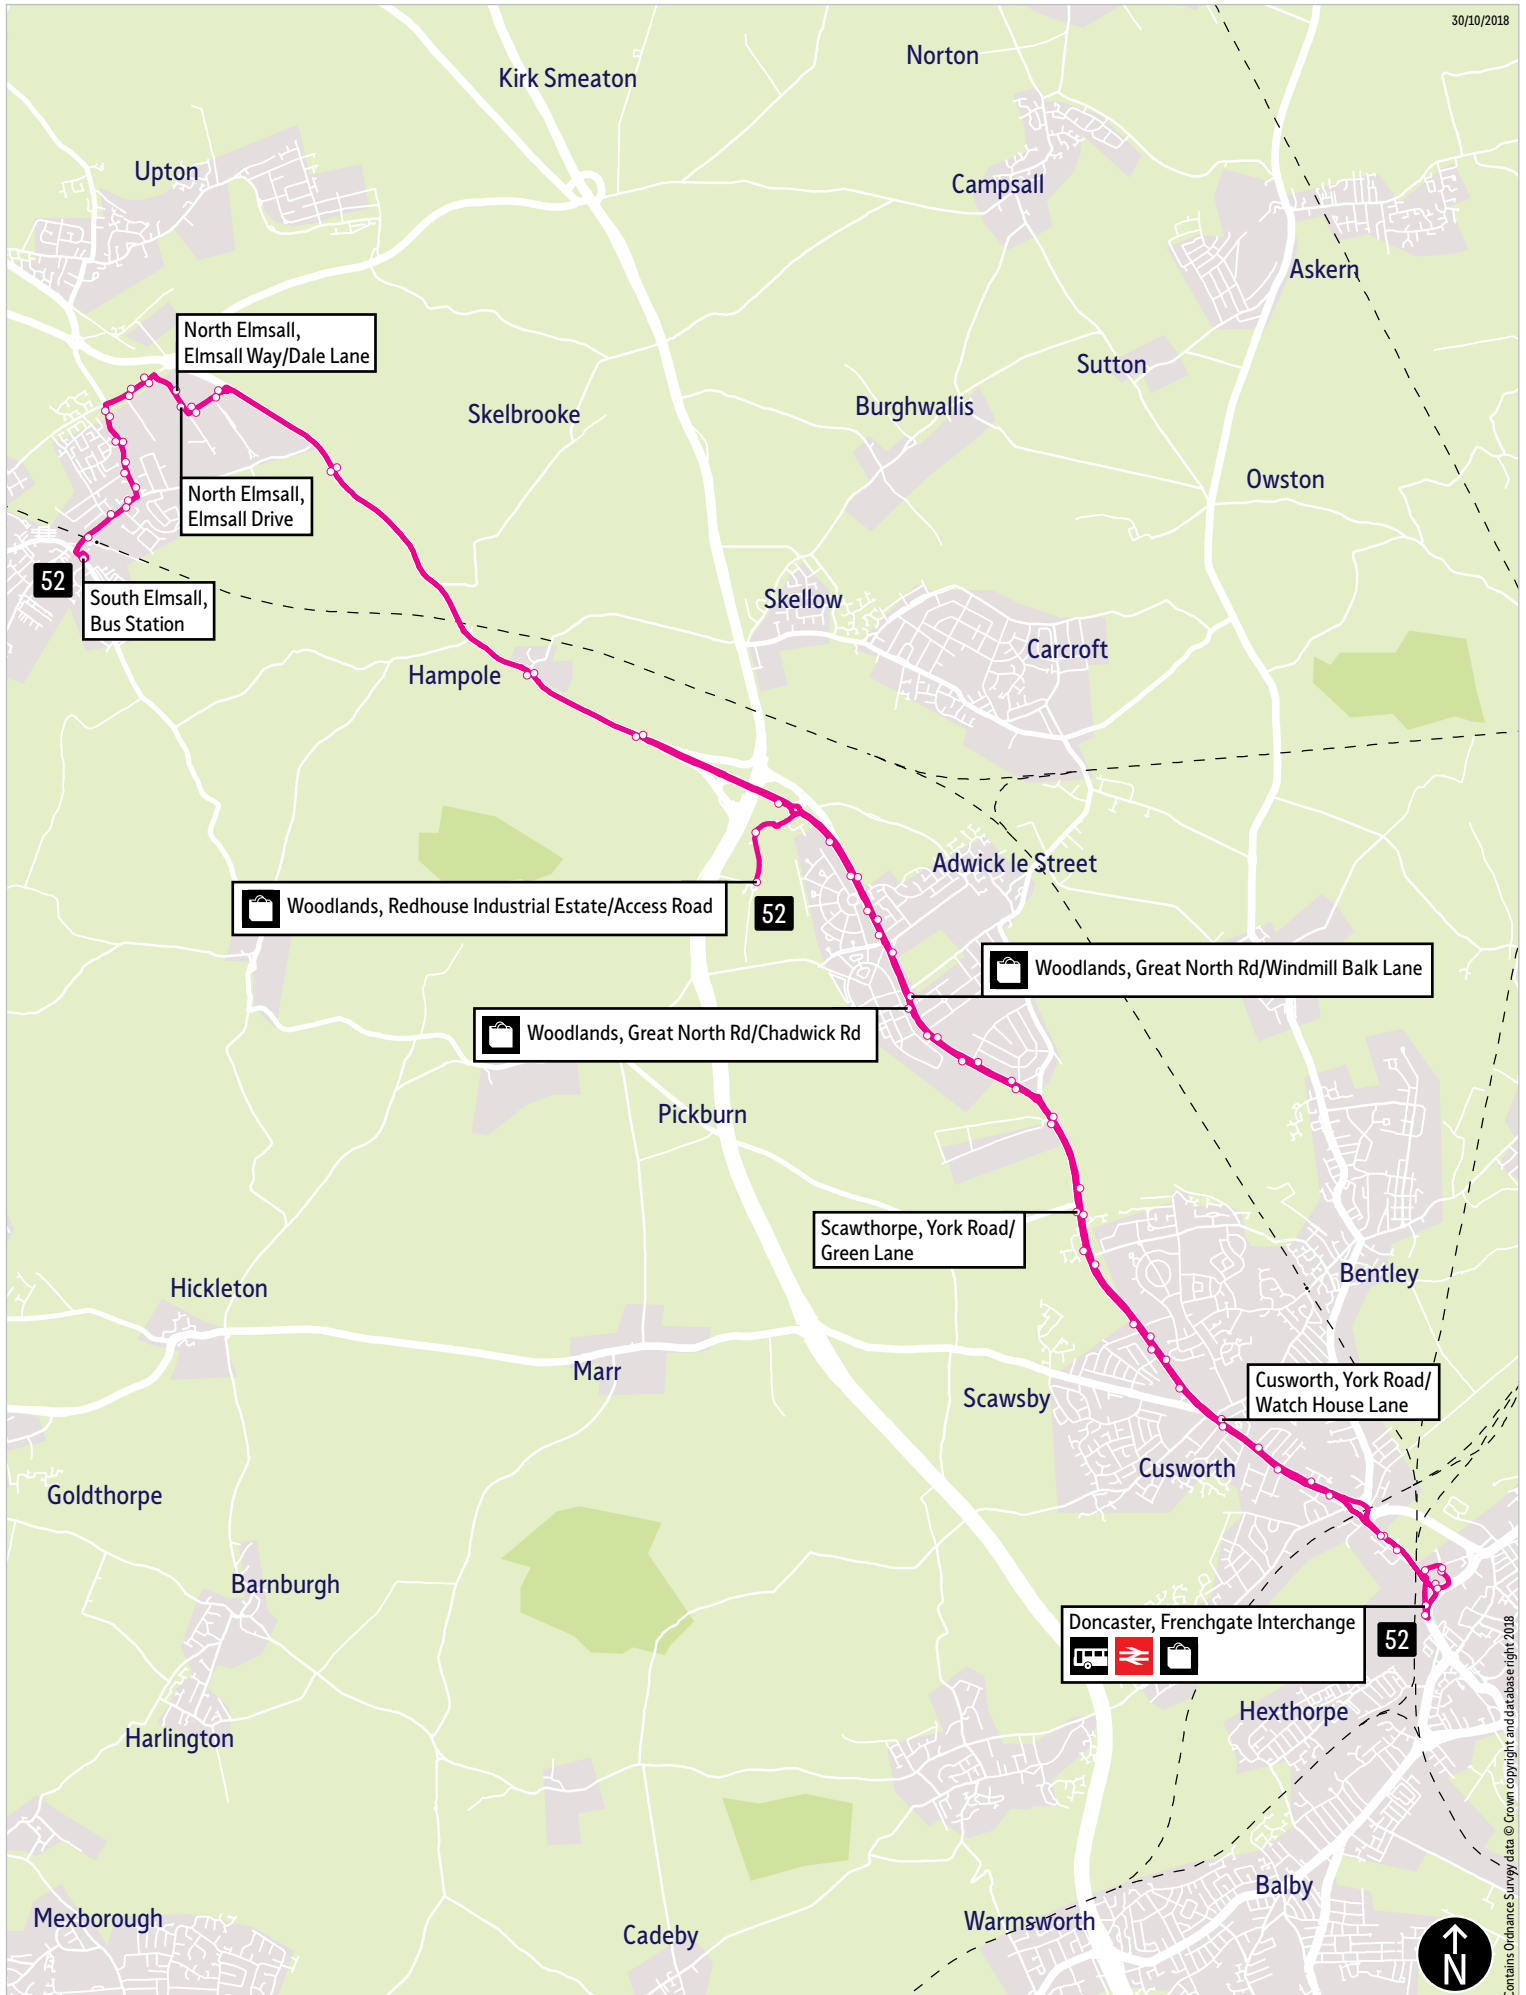 30/10/2018
Norton
Kirk Smeaton
Upton
Campsall
Askern
North Elmsall,
Elmsall Way/Dale Lane
Sutton
Skelbrooke
Burghwallis
Owston
North Elmsall,
Elmsall Drive
52
South Elmsall,
Bus Station
Skellow
Carcroft
Hampole
Adwick le Street
Woodlands, Redhouse Industrial Estate/Access Road
52
Woodlands, Great North Rd/Windmill Balk Lane
Woodlands, Great North Rd/Chadwick Rd
Pickburn
Scawthorpe, York Road/
Green Lane
Bentley
Hickleton
Marr
Scawsby
Cusworth, York Road/
Watch House Lane
Cusworth
Goldthorpe
Barnburgh
Doncaster, Frenchgate Interchange
52
Hexthorpe
Harlington
Balby
Mexborough
Cadeby
Warmsworth
N
Contains Ordnance Survey data © Crown copyright and database right 2018